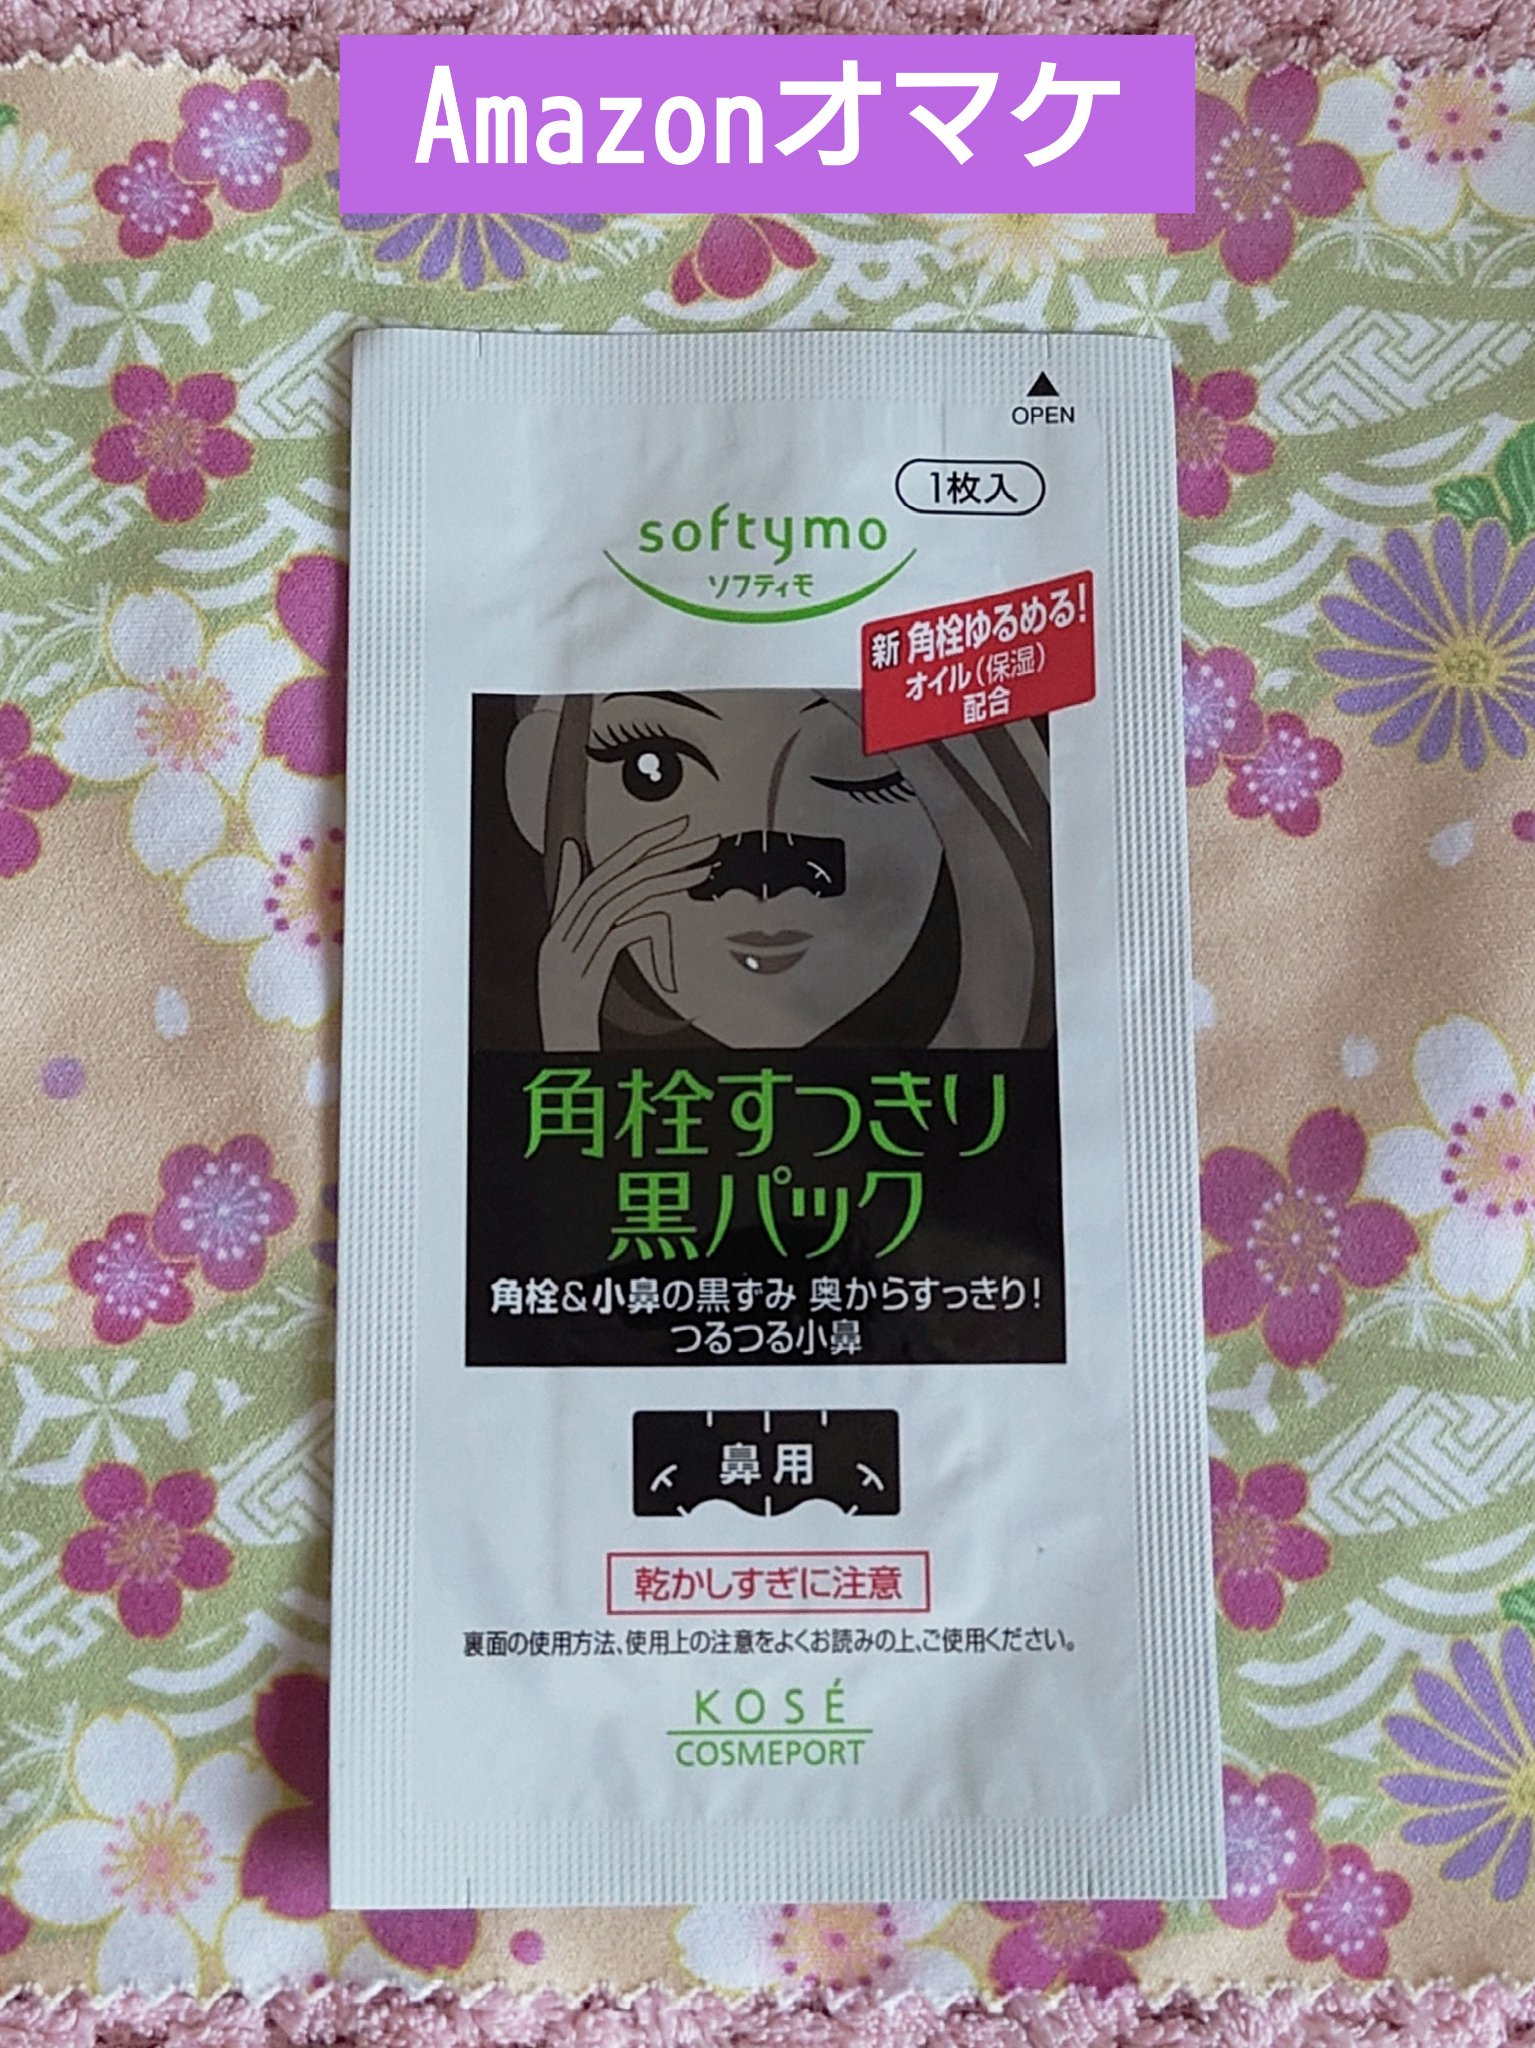 Amazonオマケ
▲
OPEN
1枚入
softymo
ソフティモ
新 角栓ゆるめる!
オイル(保湿)
配合
角栓すっきり
黒パック
角栓&小鼻の黒ずみ 奥からすっきり!
つるつる小鼻
鼻用
乾かしすぎに注意
裏面の使用方法、使用上の注意をよくお読みの上、ご使用ください。
KOSÉ
COSMEPORT